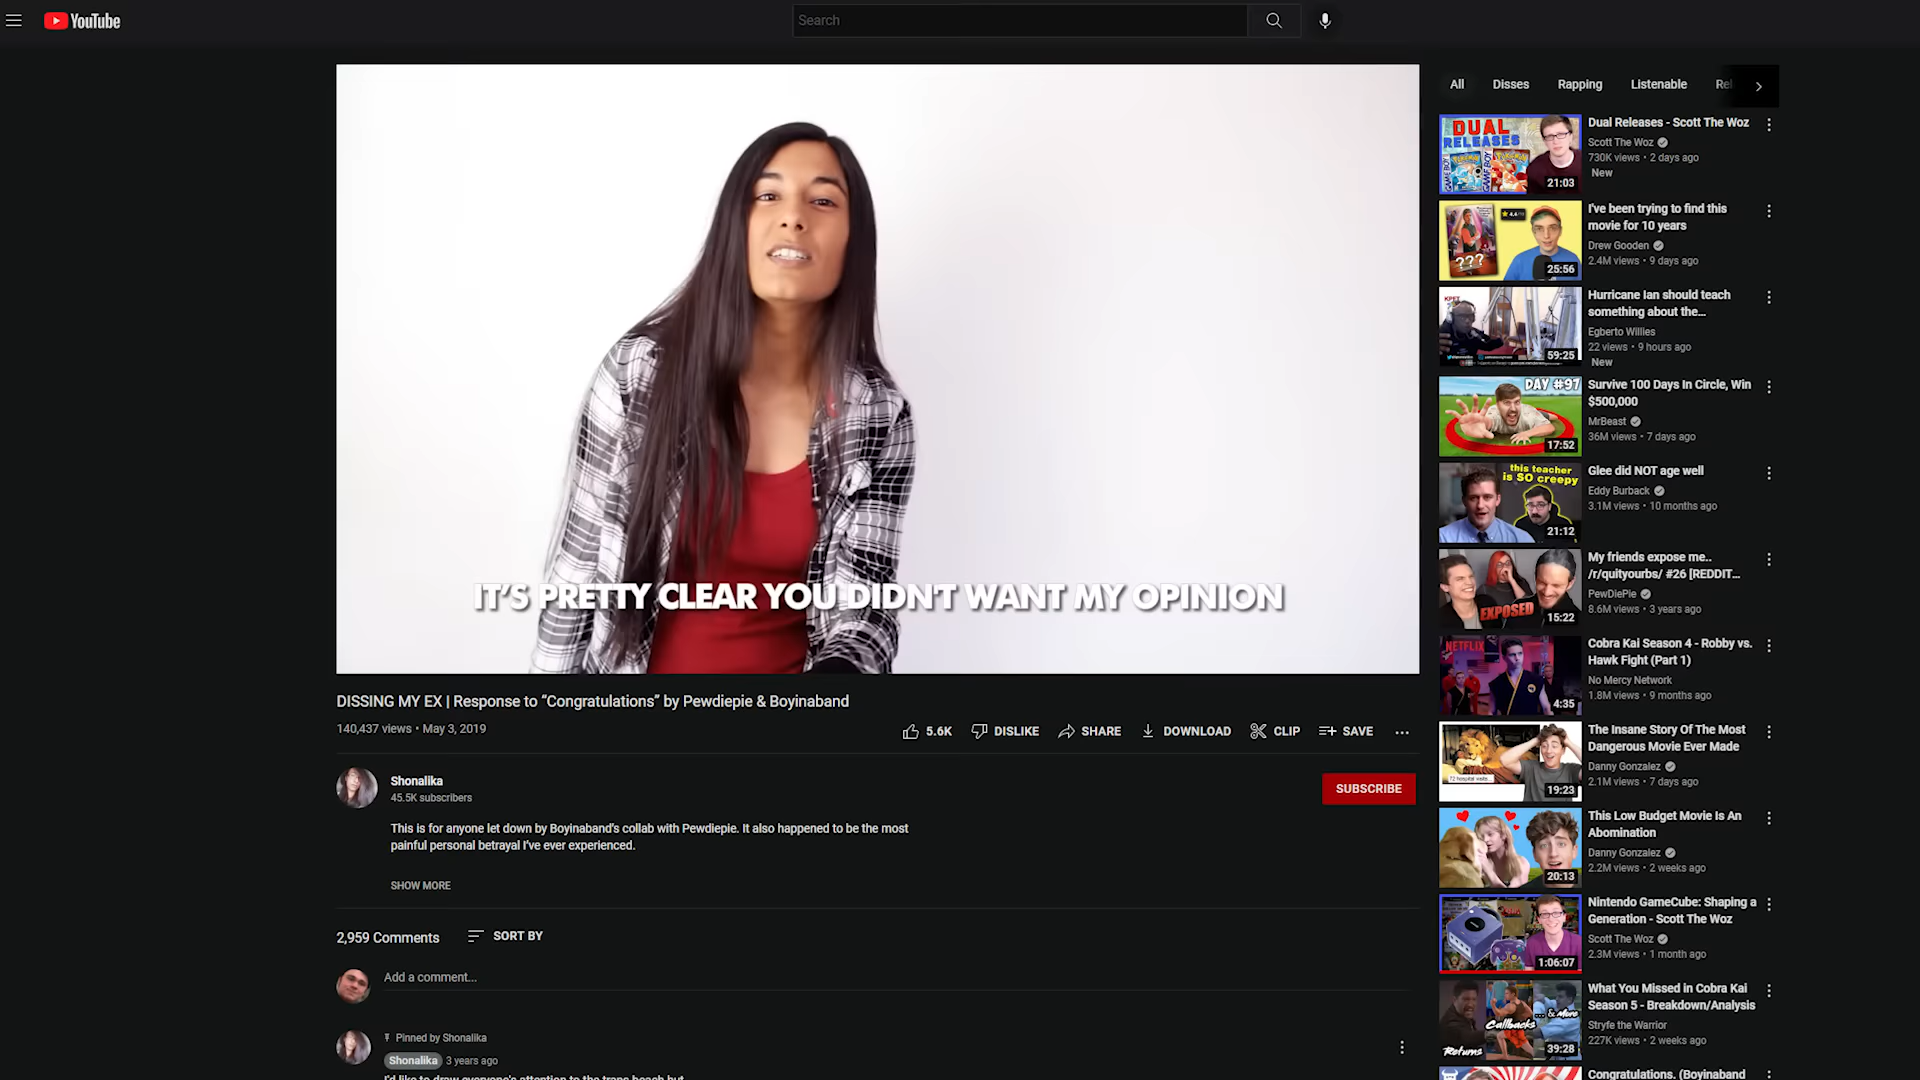 YouTube
Search
IT'S PRETTY CLEAR YOU DIDN'T WANT MY OPINION
DISSING MY EX | Response to “Congratulations” by Pewdiepie & Boyinaband
140,437 views • May 3, 2019
5.6K
DISLIKE
SHARE
DOWNLOAD
CLIP
SAVE
Shonalika
45.5K subscribers
SUBSCRIBE
This is for anyone let down by Boyinaband's collab with Pewdiepie. It also happened to be the most
painful personal betrayal I've ever experienced.
SHOW MORE
2,959 Comments
SORT BY
Add a comment...
Pinned by Shonalika
Shonalika 3 years ago
I'd like to draw everyone's attention to the
All
Disses
Rapping
Listenable
Rel
DUAL
RELEASES
21:03
Dual Releases - Scott The Woz
Scott The Woz
730K views • 2 days ago
New
???
25:56
I've been trying to find this
movie for 10 years
Drew Gooden
2.4M views • 9 days ago
59:25
Hurricane Ian should teach
something about the...
Egberto Willies
22 views • 9 hours ago
New
DAY #97
17:52
Survive 100 Days In Circle, Win
$500,000
MrBeast
36M views • 7 days ago
this teacher
is SO creepy
21:12
Glee did NOT age well
Eddy Burback
3.1M views • 10 months ago
EXPOSED
15:22
My friends expose me..
/r/quityourbs/ #26 [REDDIT...
PewDiePie
8.6M views • 3 years ago
NETFLIX
4:35
Cobra Kai Season 4 - Robby vs.
Hawk Fight (Part 1)
No Mercy Network
1.8M views • 9 months ago
19:23
The Insane Story Of The Most
Dangerous Movie Ever Made
Danny Gonzalez
2.1M views • 7 days ago
20:13
This Low Budget Movie Is An
Abomination
Danny Gonzalez
2.2M views • 2 weeks ago
1:06:07
Nintendo GameCube: Shaping a
Generation - Scott The Woz
Scott The Woz
2.3M views • 1 month ago
Callbacks
... & More
Returns
39:28
What You Missed in Cobra Kai
Season 5 - Breakdown/Analysis
Stryfe the Warrior
227K views • 2 weeks ago
Congratulations. (Boyinaband